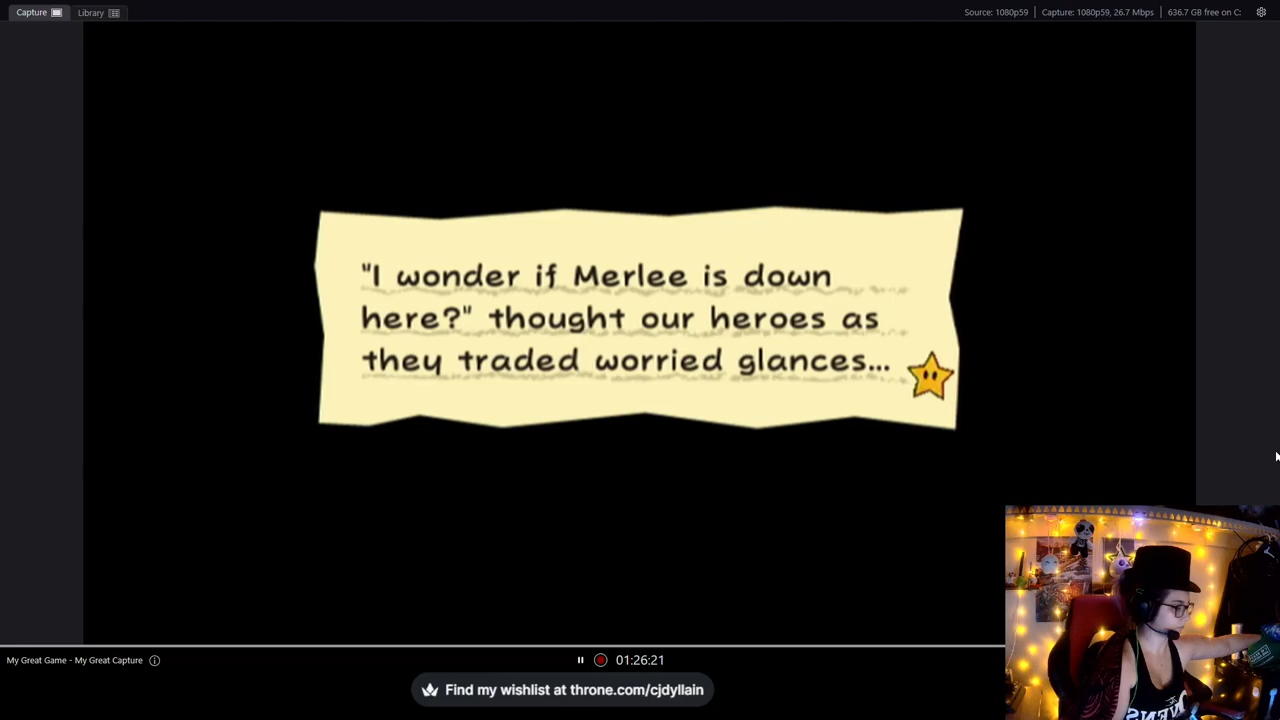 Capture
Library
Source: 1080p59
Capture: 1080p59, 26.7 Mbps
636.7 GB free on C:
"I wonder if Merlee is down
here?" thought our heroes as
they traded worried glances...
My Great Game - My Great Capture
01:26:21
Find my wishlist at throne.com/cjdyllain